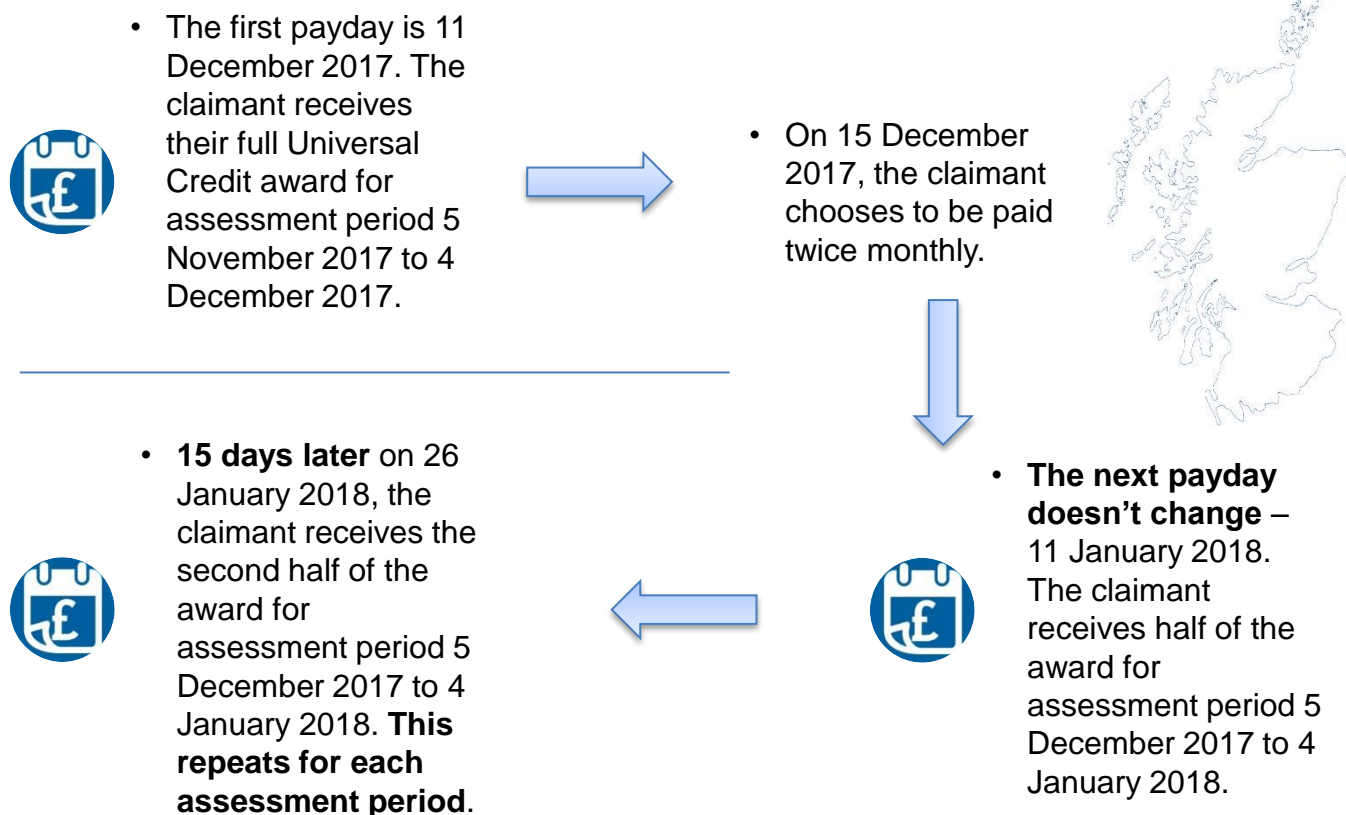 • The first payday is 11
December 2017. The
claimant receives
their full Universal
Credit award for
assessment period 5
November 2017 to 4
December 2017.
• On 15 December
2017, the claimant
chooses to be paid
twice monthly.
• The next payday
doesn’t change –
11 January 2018.
The claimant
receives half of the
award for
assessment period 5
December 2017 to 4
January 2018.
• 15 days later on 26
January 2018, the
claimant receives the
second half of the
award for
assessment period 5
December 2017 to 4
January 2018. This
repeats for each
assessment period.
£
£
£